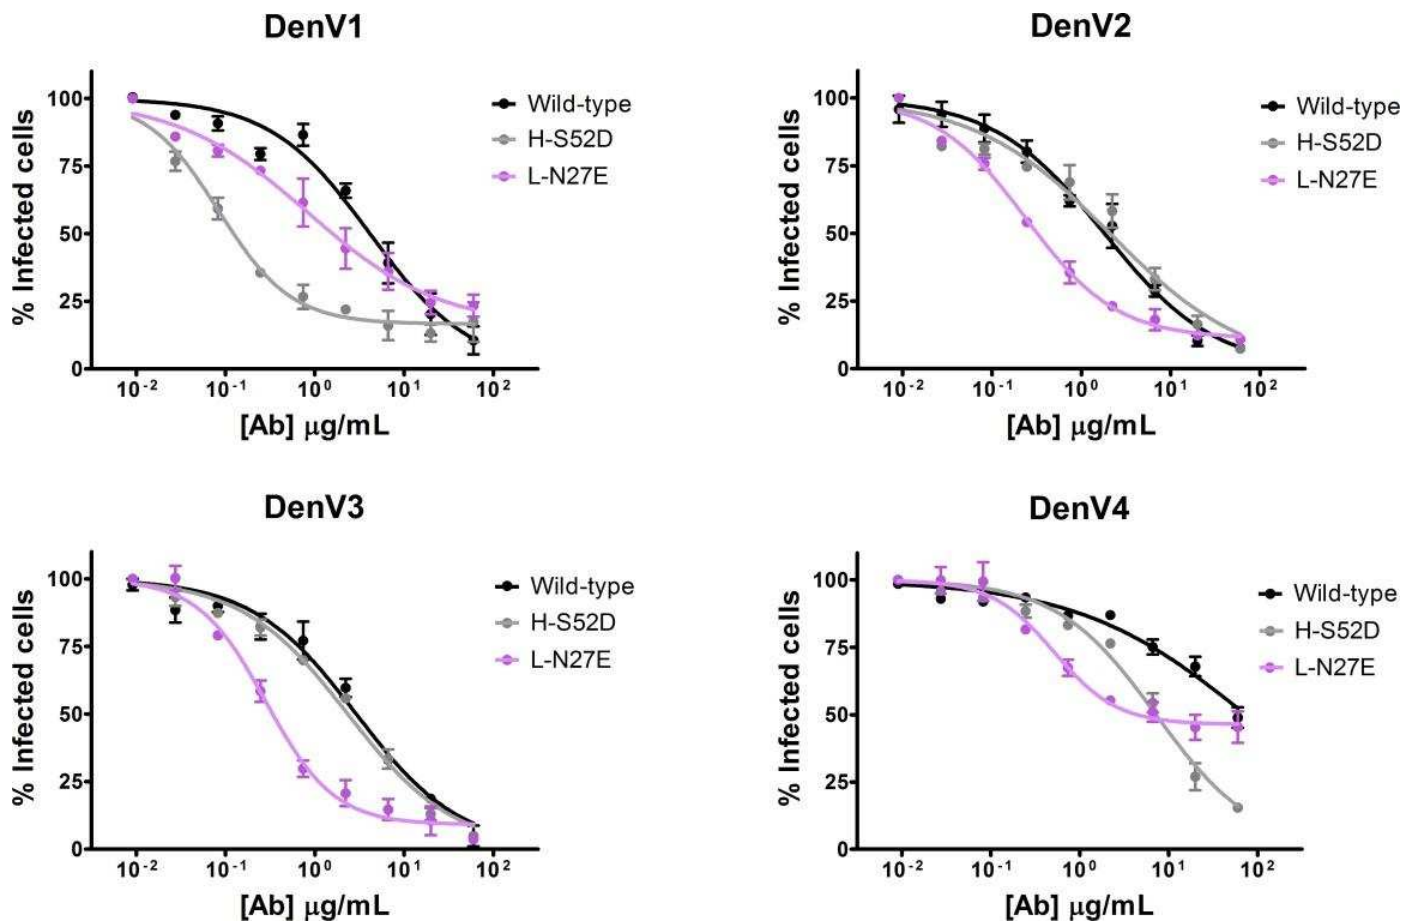 DenV1
% Infected cells
100
75
50
25
0
10-2
10-1
100
101
102
[Ab] µg/mL
Wild-type
H-S52D
L-N27E
DenV2
% Infected cells
100
75
50
25
0
10-2
10-1
100
101
102
[Ab] µg/mL
Wild-type
H-S52D
L-N27E
DenV3
% Infected cells
100
75
50
25
0
10-2
10-1
100
101
102
[Ab] µg/mL
Wild-type
H-S52D
L-N27E
DenV4
% Infected cells
100
75
50
25
0
10-2
10-1
100
101
102
[Ab] µg/mL
Wild-type
H-S52D
L-N27E